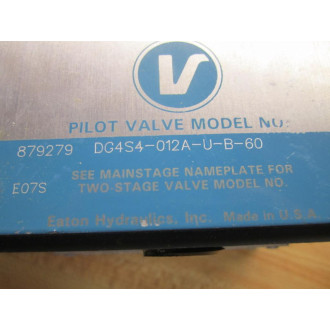 V
PILOT VALVE MODEL NO.
879279 DG4S4-012A-U-B-60
SEE MAINSTAGE NAMEPLATE FOR
E07S TWO-STAGE VALVE MODEL NO.
Eaton Hydraulics, Inc. Made in U.S.A.